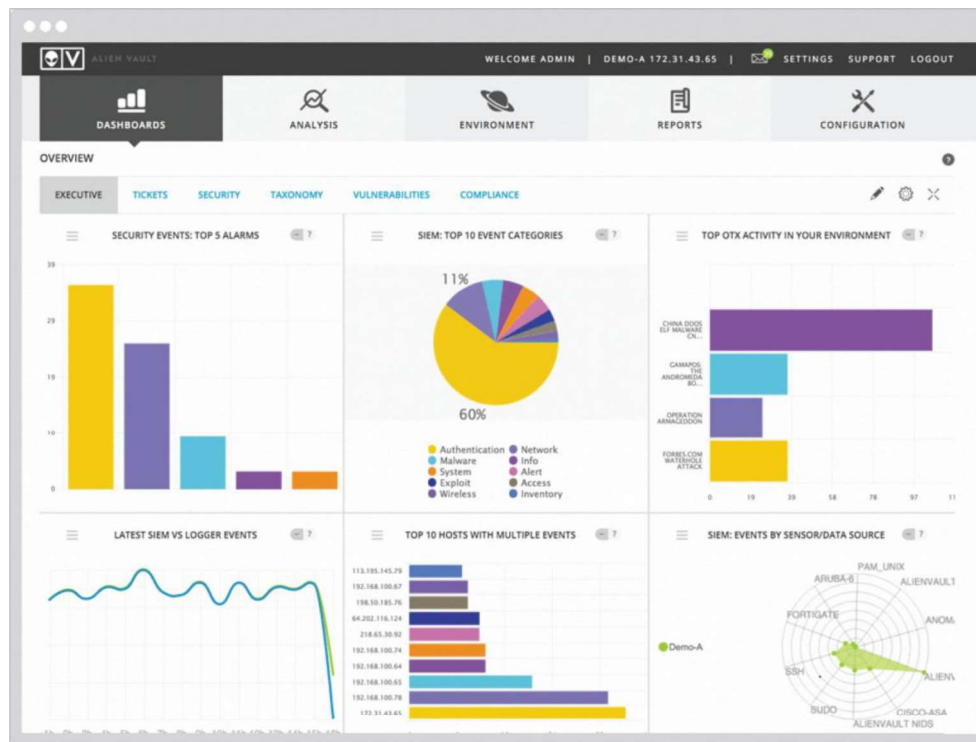 V ALIEN VAULT WELCOME ADMIN | DEMO-A 172.31.43.65 | SETTINGS SUPPORT LOGOUT
DASHBOARDS ANALYSIS ENVIRONMENT REPORTS CONFIGURATION
OVERVIEW ?
EXECUTIVE TICKETS SECURITY TAXONOMY VULNERABILITIES COMPLIANCE
SECURITY EVENTS: TOP 5 ALARMS ?
39
29
19
10
0
SIEM: TOP 10 EVENT CATEGORIES ?
11%
60%
Authentication Network
Malware Info
System Alert
Exploit Access
Wireless Inventory
TOP OTX ACTIVITY IN YOUR ENVIRONMENT ?
CHINA DDOS
ELF MALWARE
CN...
GAMAPOS:
THE
ANDROMEDA
BO...
OPERATION
ARMAGEDDON
FORBES.COM
WATERHOLE
ATTACK
0 19 39 58 78 97 11
LATEST SIEM VS LOGGER EVENTS ?
TOP 10 HOSTS WITH MULTIPLE EVENTS ?
113.195.145.79
192.168.100.67
198.50.185.76
64.202.116.124
218.65.30.92
192.168.100.74
192.168.100.64
192.168.100.65
192.168.100.78
172.31.43.65
SIEM: EVENTS BY SENSOR/DATA SOURCE ?
Demo-A
PAM_UNIX
ARUBA-6 ALIENVAULT
FORTIGATE ANOM
SSH ALIENV
SUDO CISCO-ASA
ALIENVAULT NIDS